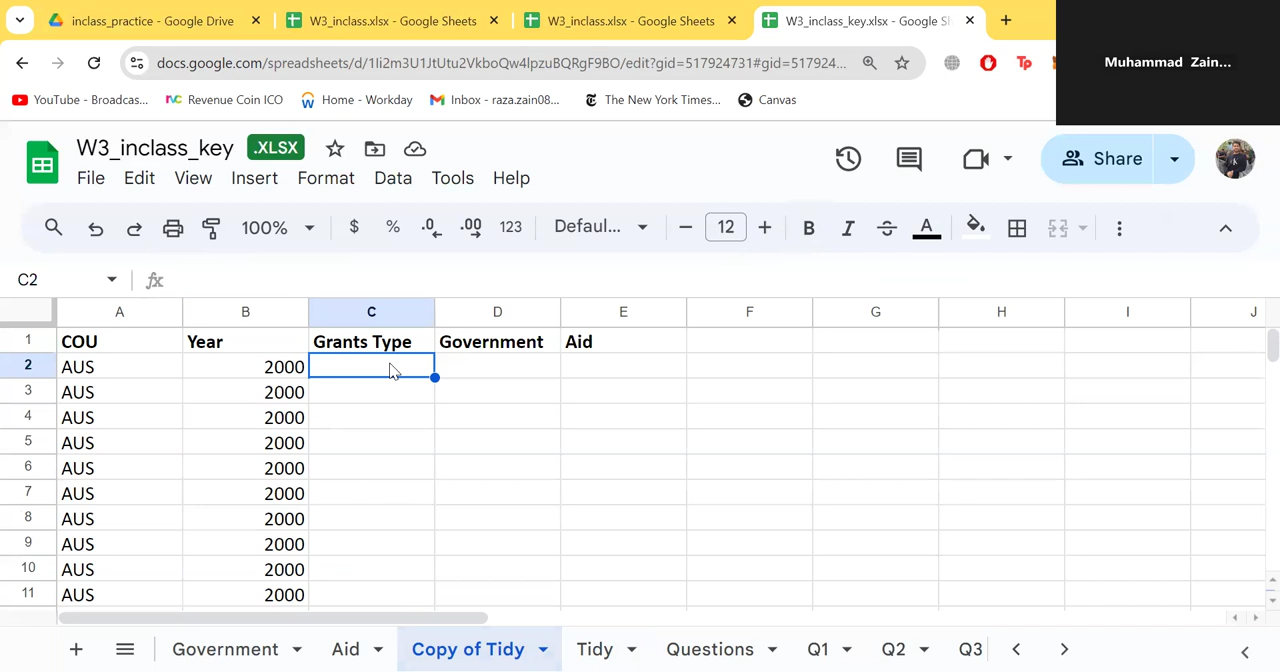 inclass_practice - Google Drive
W3_inclass.xlsx - Google Sheets
W3_inclass.xlsx - Google Sheets
W3_inclass_key.xlsx - Google Sh
docs.google.com/spreadsheets/d/1Ii2m3U1JtUtu2VkboQw4lpzuBQRgF9BO/edit?gid=517924731#gid=517924...
Muhammad Zain...
YouTube - Broadcas...
Revenue Coin ICO
Home - Workday
Inbox - raza.zain08...
The New York Times...
Canvas
W3_inclass_key .XLSX
Share
File Edit View Insert Format Data Tools Help
100% $ % .0 .00 123 Defaul... − 12 + B I S A
C2 fx
A B C D E F G H I J
1 COU Year Grants Type Government Aid
2 AUS 2000
3 AUS 2000
4 AUS 2000
5 AUS 2000
6 AUS 2000
7 AUS 2000
8 AUS 2000
9 AUS 2000
10 AUS 2000
11 AUS 2000
+ Government Aid Copy of Tidy Tidy Questions Q1 Q2 Q3